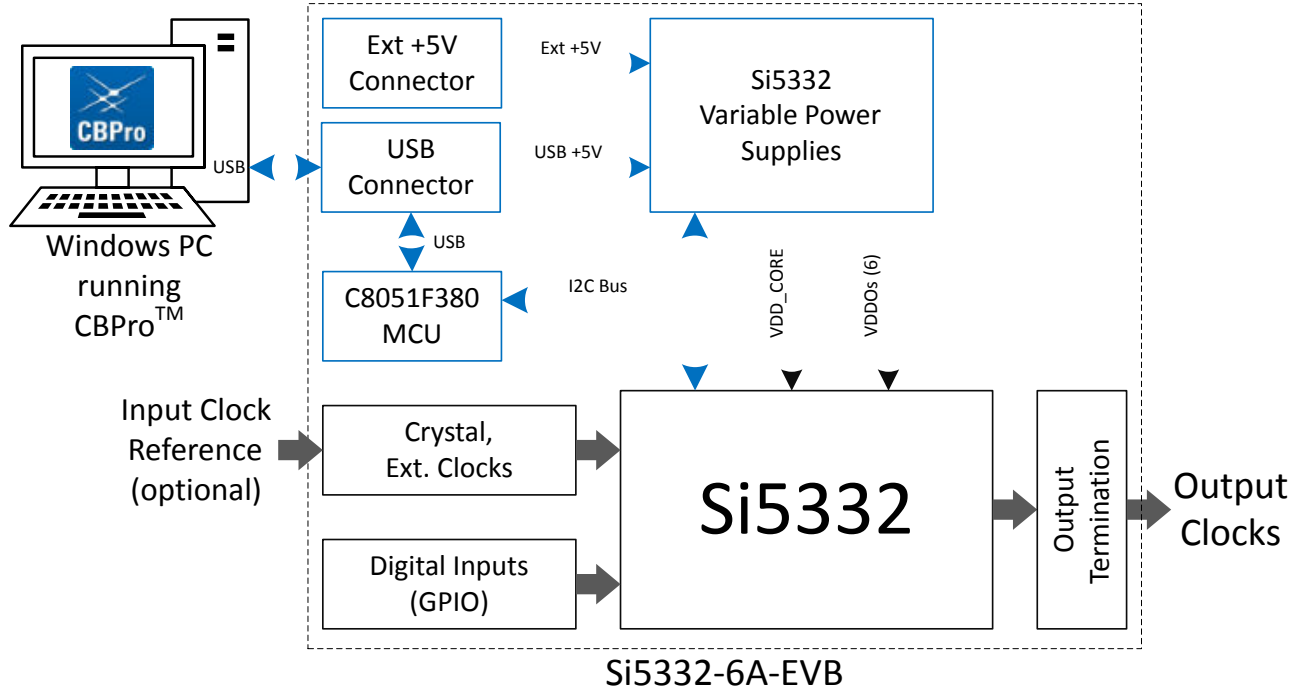 CBPro
USB
Windows PC
running
CBPro™
Ext +5V
Connector
Ext +5V
Si5332
Variable Power
Supplies
USB
Connector
USB +5V
USB
C8051F380
MCU
I2C Bus
VDD_CORE
VDDOs (6)
Input Clock
Reference
(optional)
Crystal,
Ext. Clocks
Digital Inputs
(GPIO)
Si5332
Output
Termination
Output
Clocks
Si5332-6A-EVB